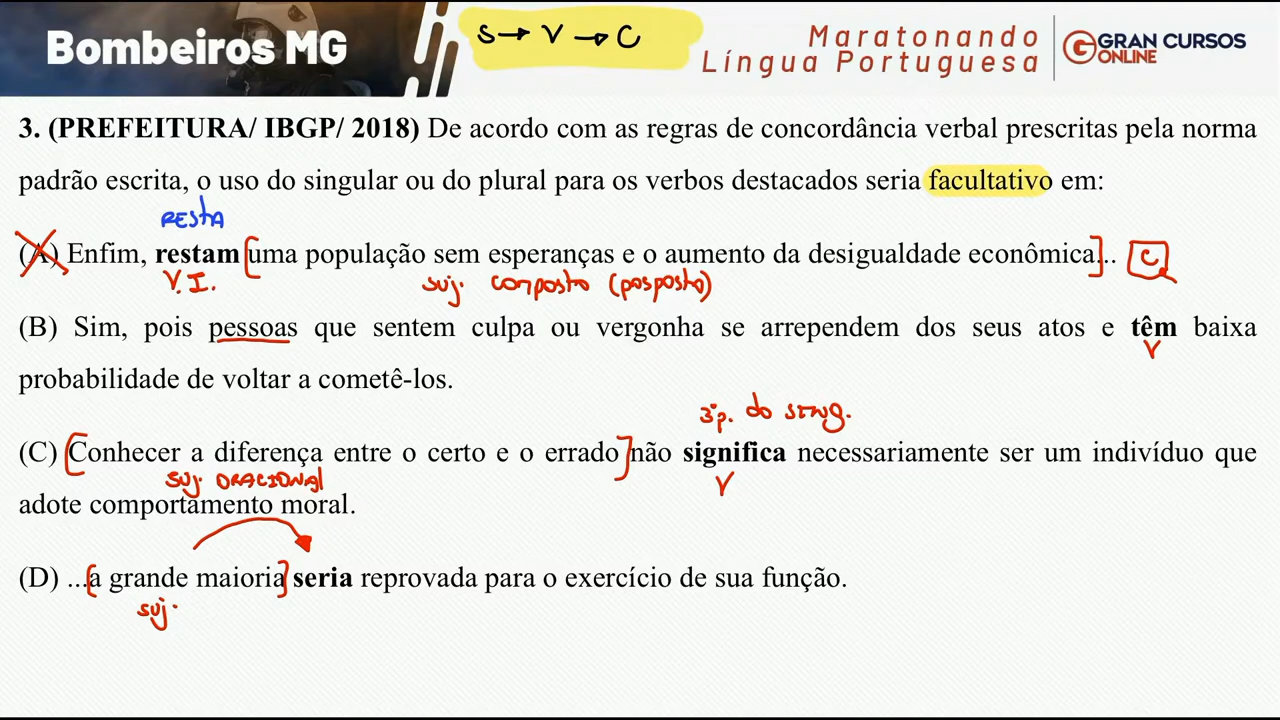 Bombeiros MG
S → V → C
Maratonando
Língua Portuguesa
GRAN CURSOS
ONLINE
3. (PREFEITURA/ IBGP/ 2018) De acordo com as regras de concordância verbal prescritas pela norma
padrão escrita, o uso do singular ou do plural para os verbos destacados seria facultativo em:
RESTA
(A) Enfim, restam [uma população sem esperanças e o aumento da desigualdade econômica]... C
V.I. suj. composto (posposto)
(B) Sim, pois pessoas que sentem culpa ou vergonha se arrependem dos seus atos e têm baixa
V
probabilidade de voltar a cometê-los.
3ª p. do sing.
(C) [Conhecer a diferença entre o certo e o errado] não significa necessariamente ser um indivíduo que
suj. ORACIONAL V
adote comportamento moral.
(D) ...[a grande maioria] seria reprovada para o exercício de sua função.
suj.